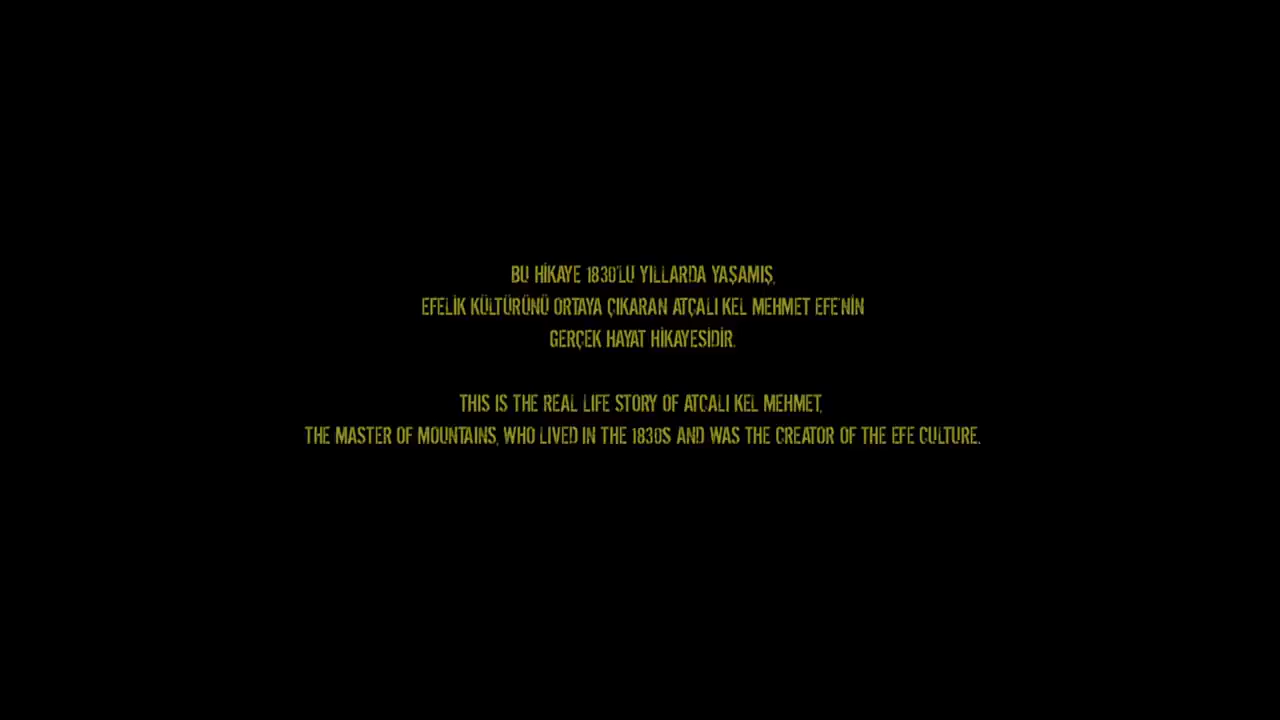 BU HİKAYE 1830'LU YILLARDA YAŞAMIŞ,
EFELİK KÜLTÜRÜNÜ ORTAYA ÇIKARAN ATÇALI KEL MEHMET EFE'NİN
GERÇEK HAYAT HİKAYESİDİR.
THIS IS THE REAL LIFE STORY OF ATÇALI KEL MEHMET,
THE MASTER OF MOUNTAINS, WHO LIVED IN THE 1830S AND WAS THE CREATOR OF THE EFE CULTURE.